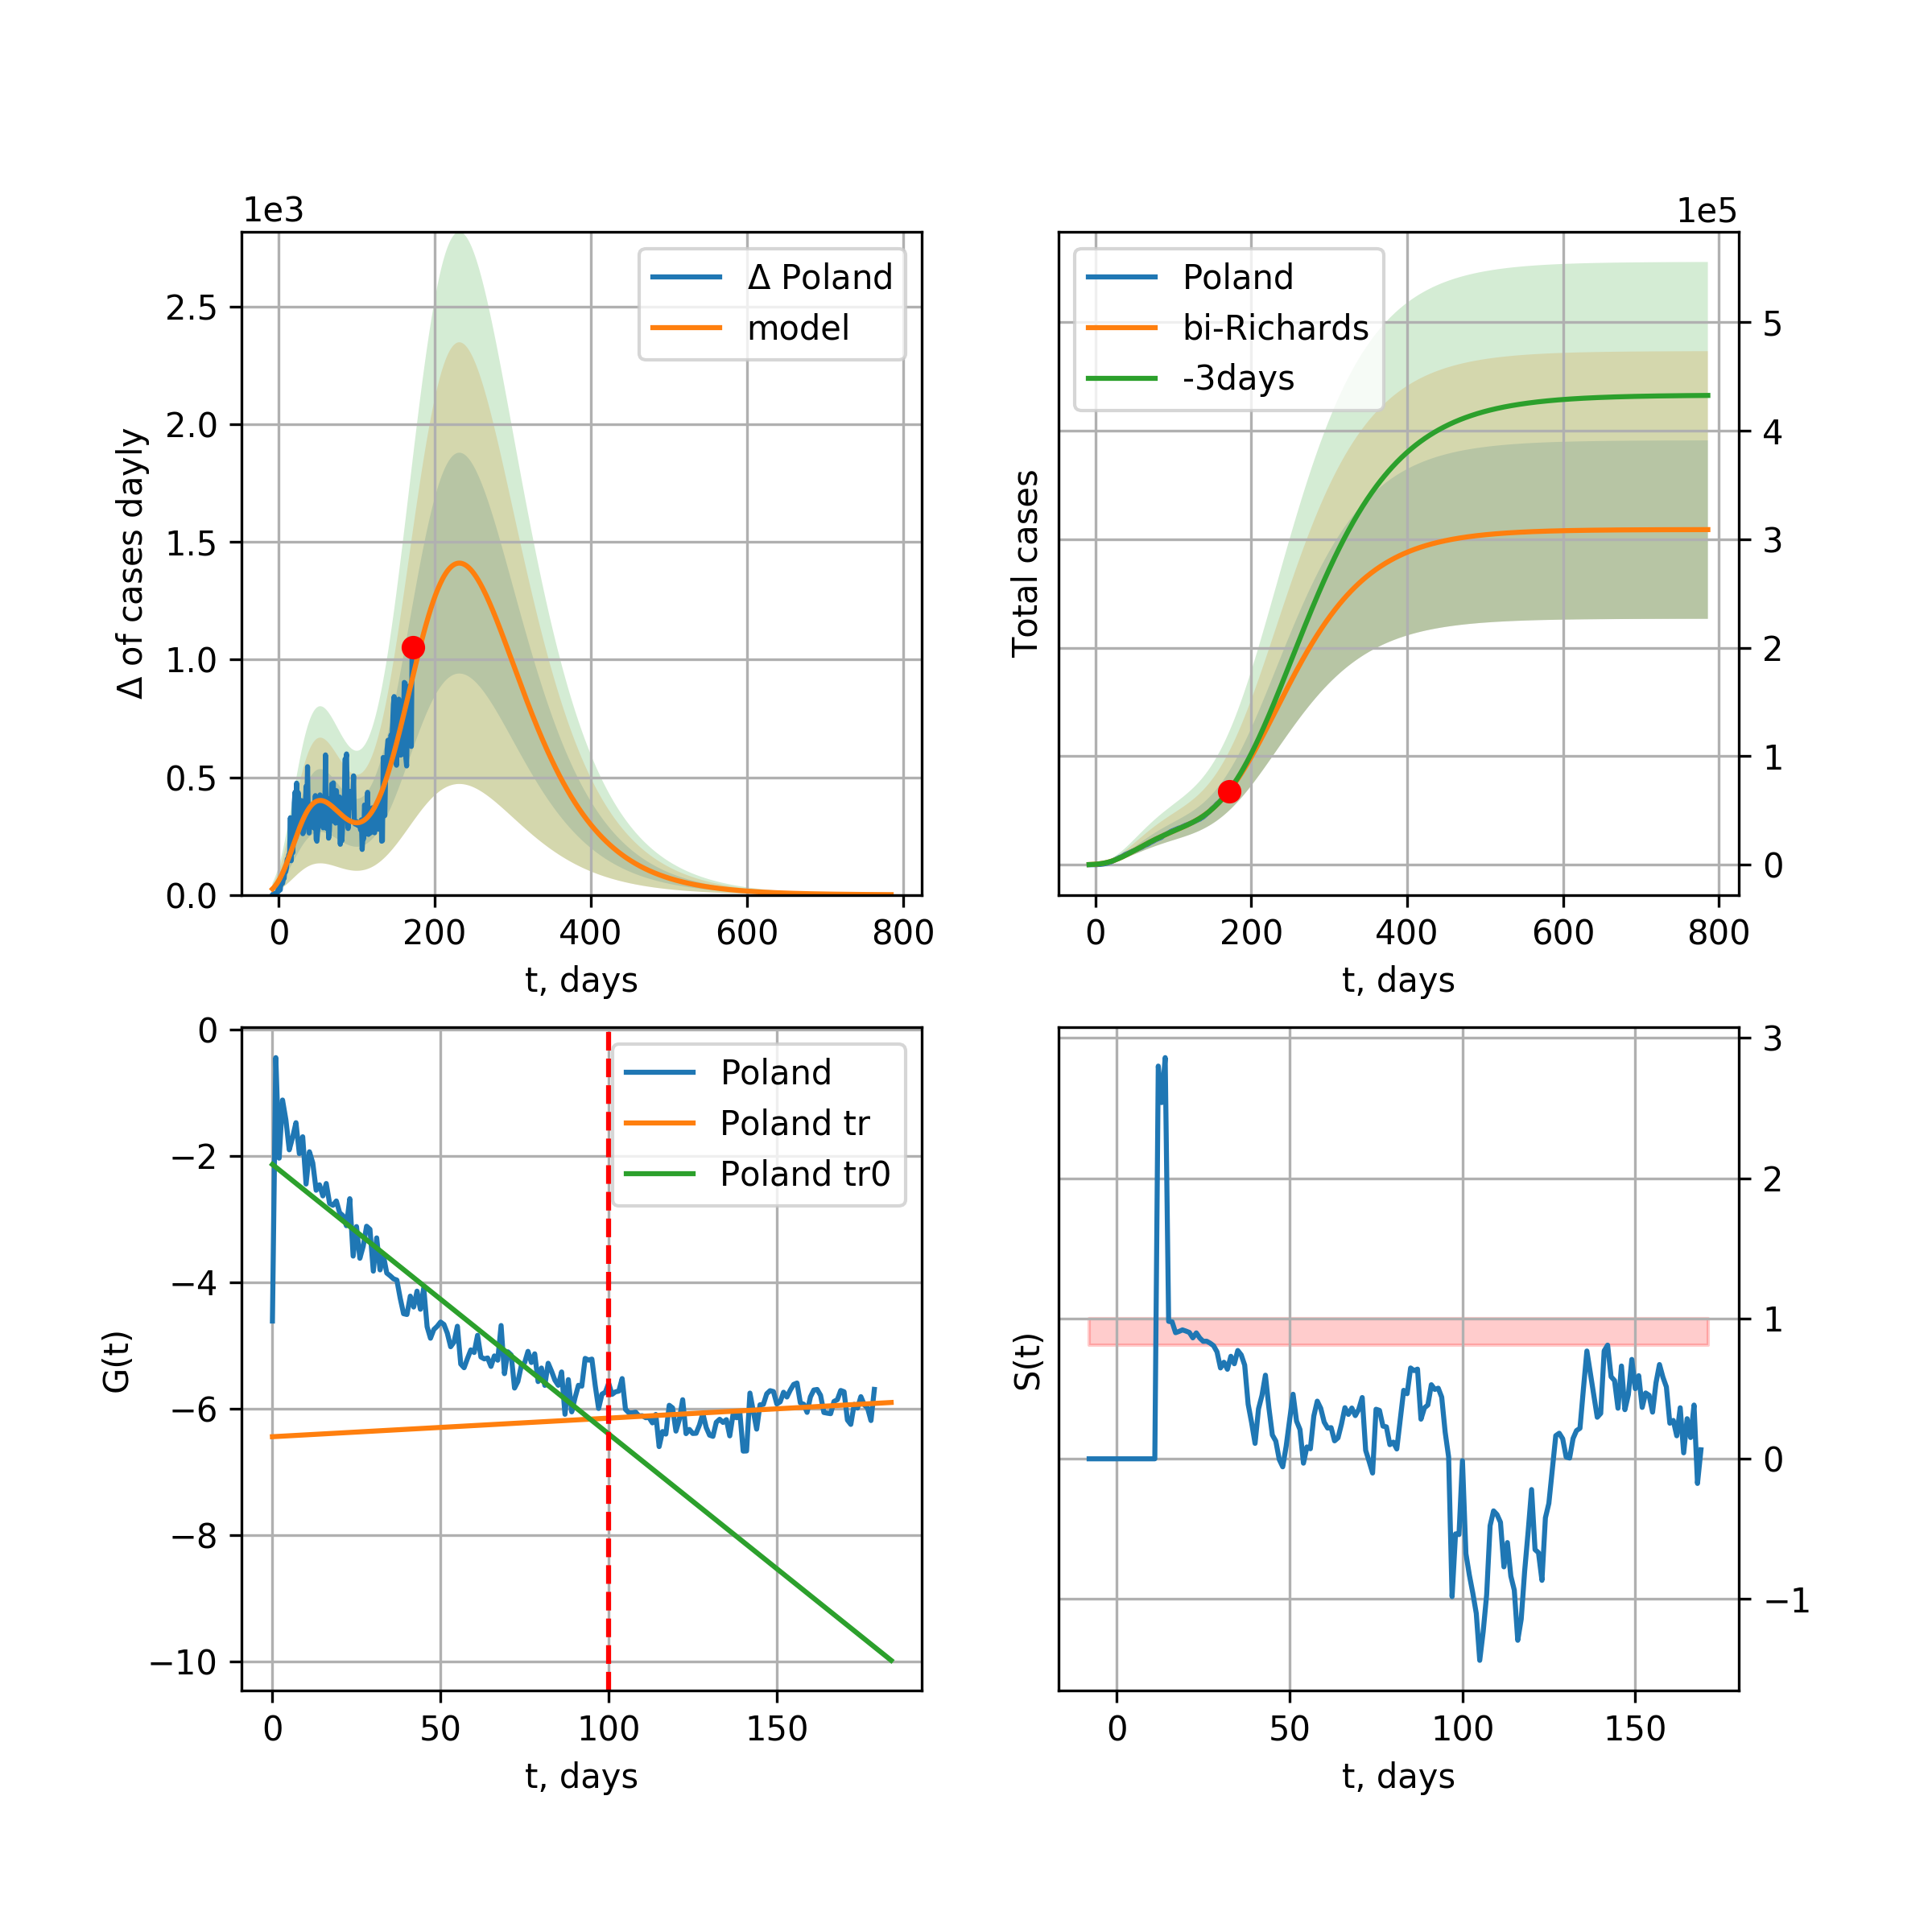 1e3
Δ of cases dayly
2.5
2.0
1.5
1.0
0.5
0.0
Δ Poland
model
0 200 400 600 800
t, days
1e5
Total cases
Poland
bi-Richards
-3days
5
4
3
2
1
0
0 200 400 600 800
t, days
G(t)
0
−2
−4
−6
−8
−10
Poland
Poland tr
Poland tr0
0 50 100 150
t, days
S(t)
3
2
1
0
−1
0 50 100 150
t, days